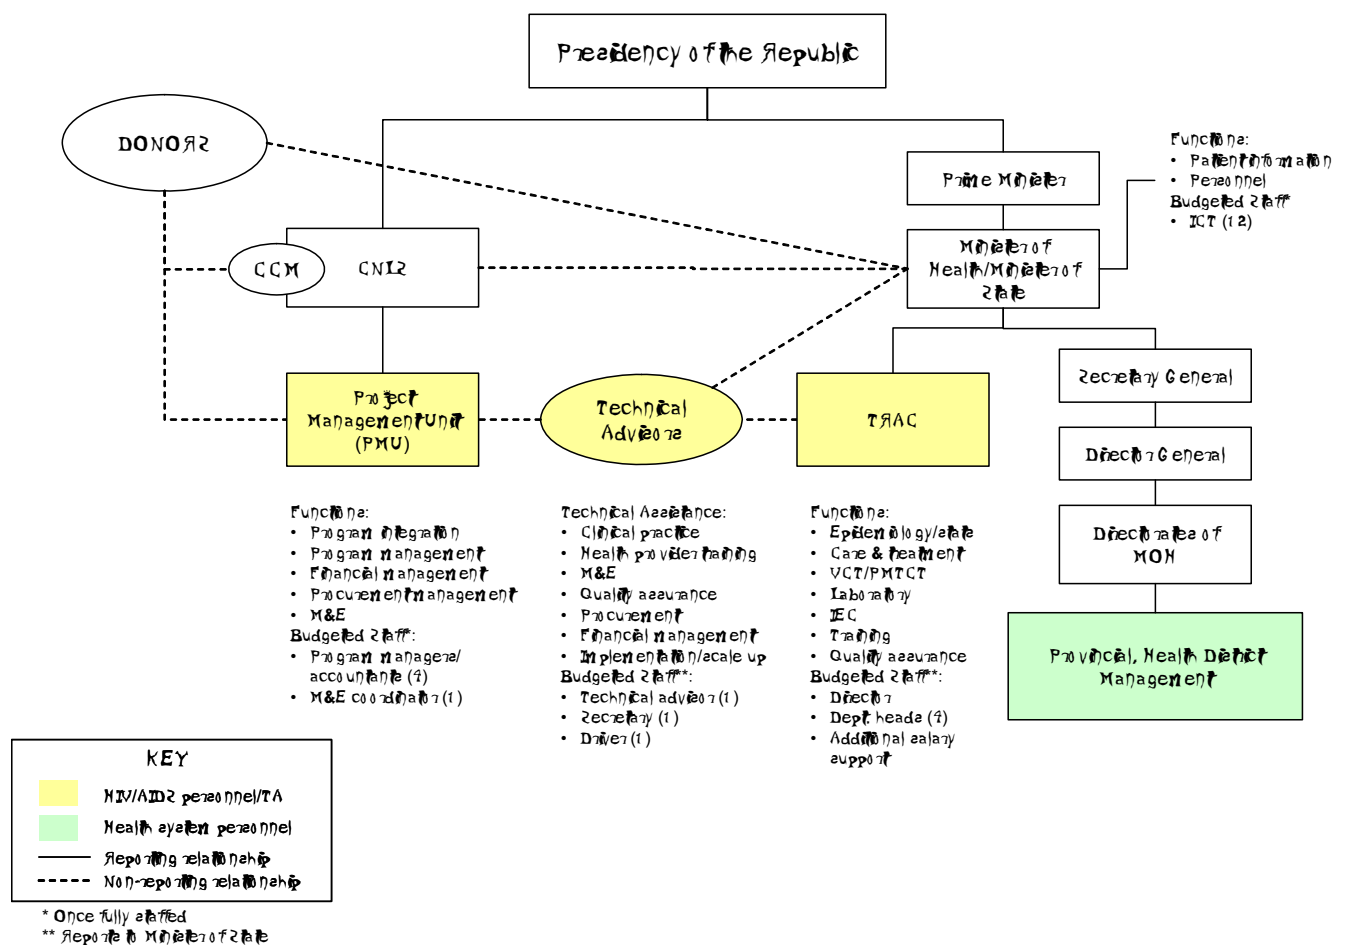 Presidency of the Republic
DONORS
Prime Minister
Functions:
• Patient information
• Personnel
Budgeted Staff*
• ICT (12)
CCM
CNLS
Minister of
Health/Minister of
State
Secretary General
Project
Management Unit
(PMU)
Technical
Advisors
TRAC
Director General
Directorates of
MOH
Provincial, Health District
Management
Functions:
• Program integration
• Program management
• Financial management
• Procurement management
• M&E
Budgeted Staff*:
• Program managers/
accountants (4)
• M&E coordinator (1)
Technical Assistance:
• Clinical practice
• Health provider training
• M&E
• Quality assurance
• Procurement
• Financial management
• Implementation/scale up
Budgeted Staff**:
• Technical advisor (1)
• Secretary (1)
• Driver (1)
Functions:
• Epidemiology/stats
• Care & treatment
• VCT/PMTCT
• Laboratory
• IEC
• Training
• Quality assurance
Budgeted Staff**:
• Director
• Dept. heads (4)
• Additional salary
support
KEY
HIV/AIDS personnel/TA
Health system personnel
Reporting relationship
Non-reporting relationship
* Once fully staffed
** Reports to Minister of State